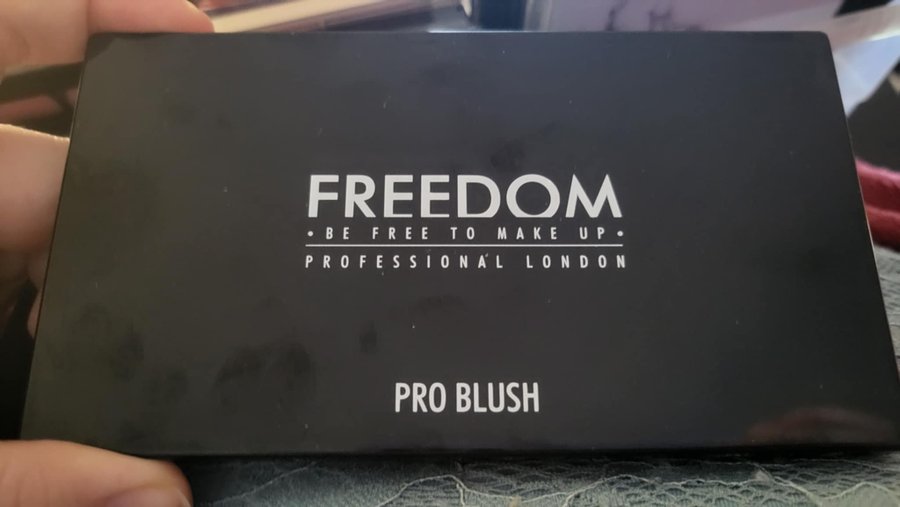 FREEDOM
•BE FREE TO MAKE UP•
PROFESSIONAL LONDON
PRO BLUSH